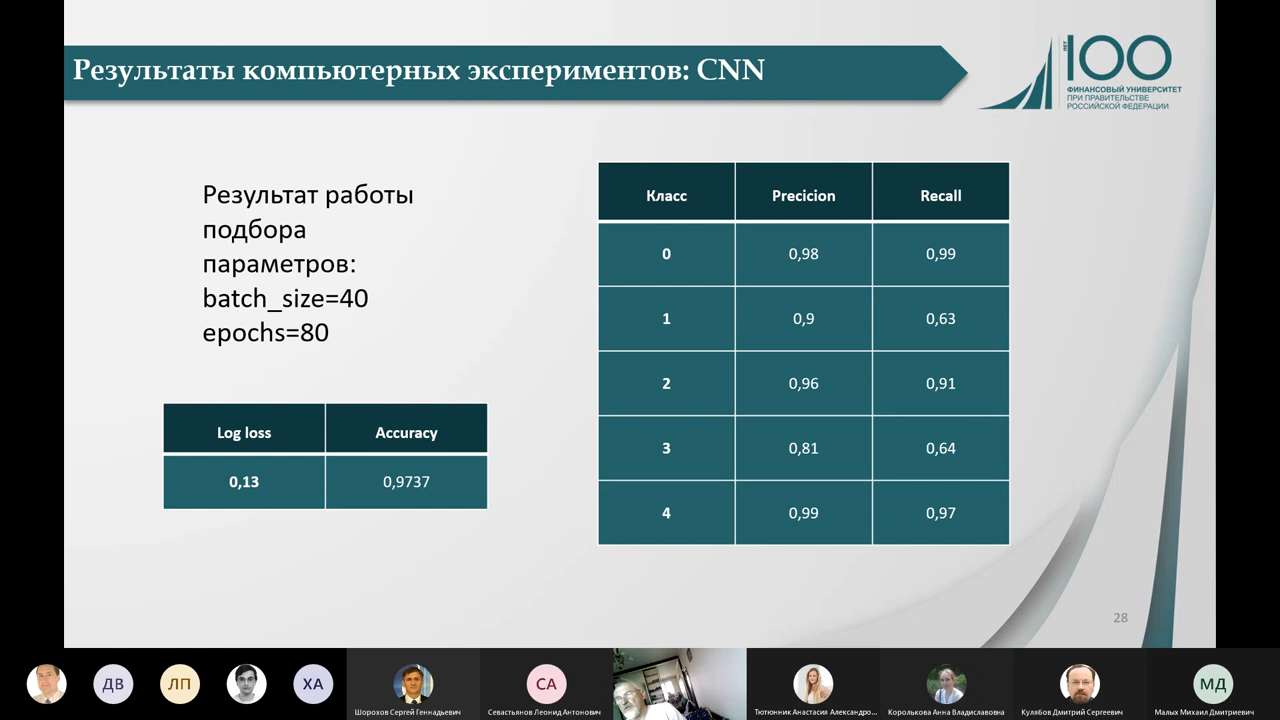 Результаты компьютерных экспериментов: CNN
ЛЕТ
100
ФИНАНСОВЫЙ УНИВЕРСИТЕТ
ПРИ ПРАВИТЕЛЬСТВЕ
РОССИЙСКОЙ ФЕДЕРАЦИИ
Результат работы
подбора
параметров:
batch_size=40
epochs=80
Log loss Accuracy
0,13 0,9737
Класс Precicion Recall
0 0,98 0,99
1 0,9 0,63
2 0,96 0,91
3 0,81 0,64
4 0,99 0,97
28
ДВ ЛП ХА СА МД
Шорохов Сергей Геннадьевич Севастьянов Леонид Антонович Тютюнник Анастасия Александро... Королькова Анна Владиславовна Кулябов Дмитрий Сергеевич Малых Михаил Дмитриевич